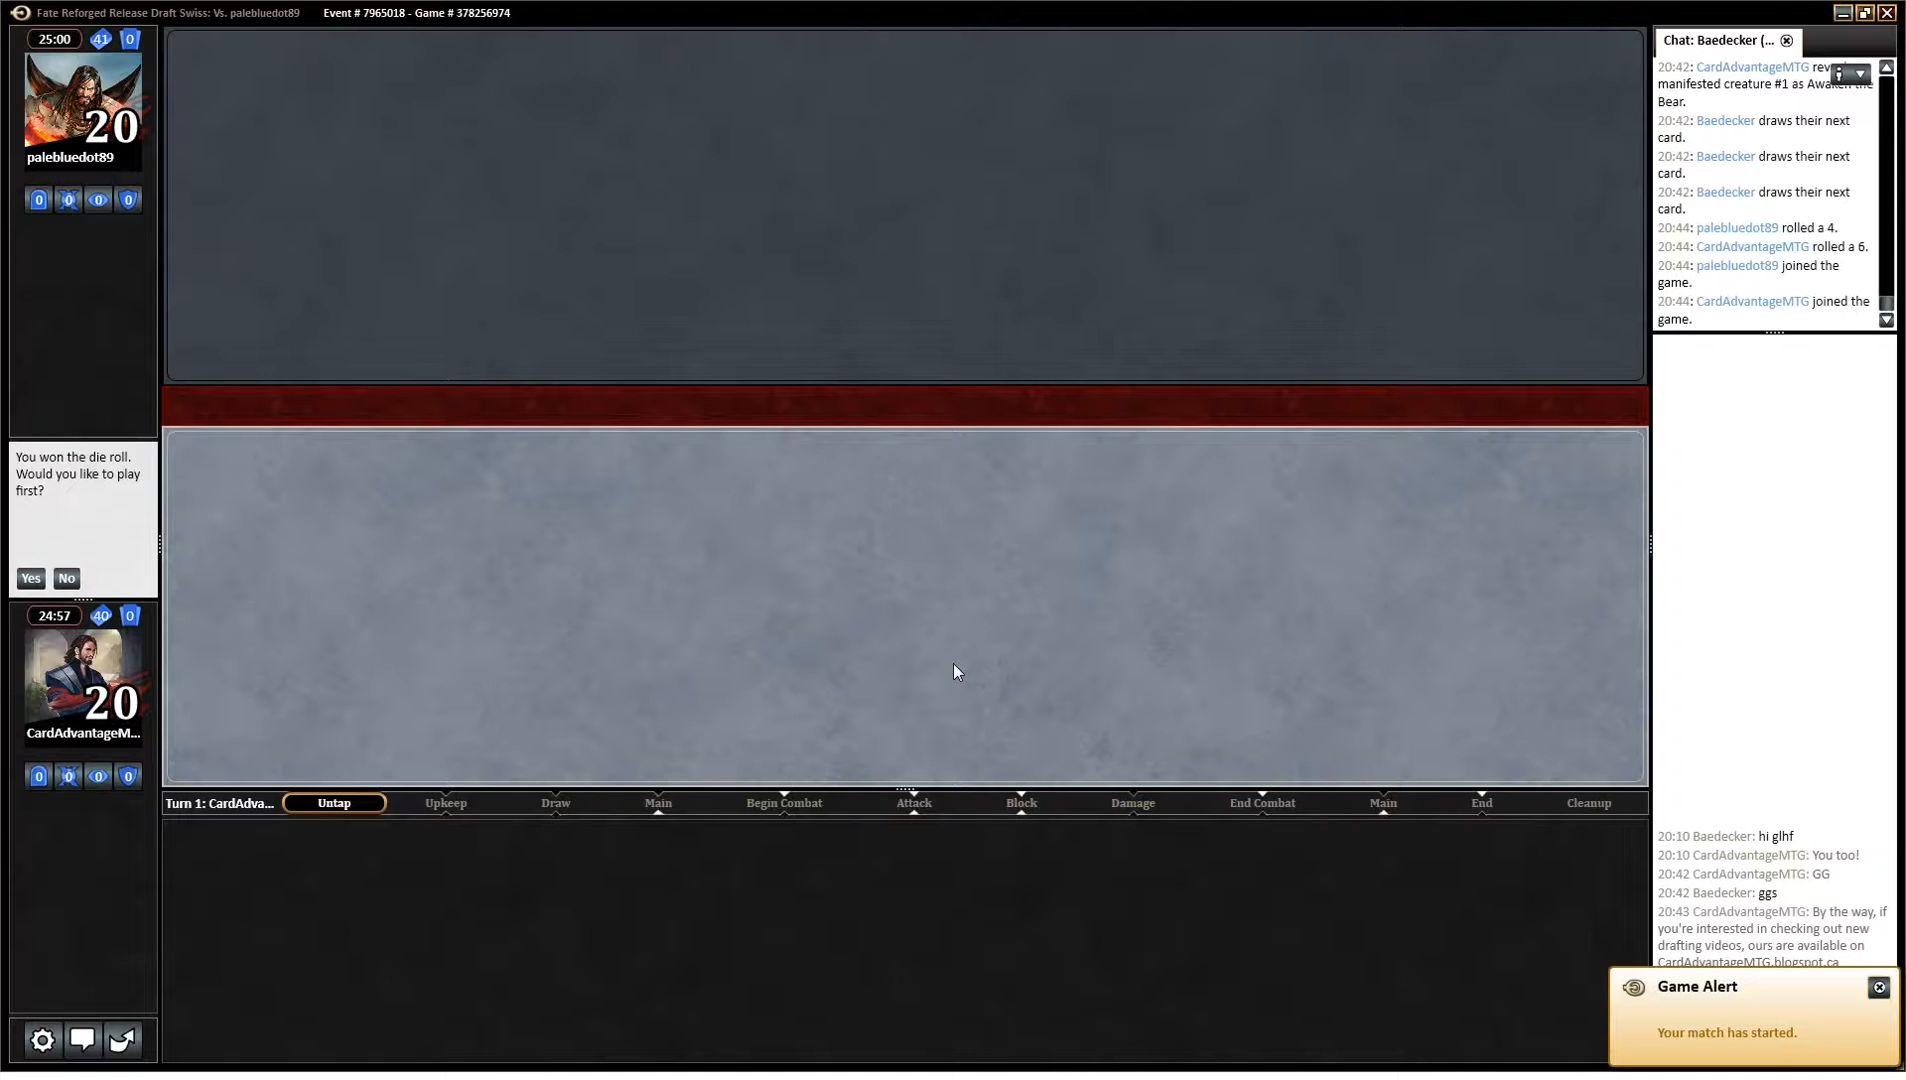 Fate Reforged Release Draft Swiss: Vs. palebluedot89 Event # 7965018 - Game # 378256974
25:00 41 0
20
palebluedot89
0 0 0 0
You won the die roll.
Would you like to play
first?
Yes No
24:57 40 0
20
CardAdvantageM...
0 0 0 0
Turn 1: CardAdva... Untap Upkeep Draw Main Begin Combat Attack Block Damage End Combat Main End Cleanup
Chat: Baedecker (...
20:42: CardAdvantageMTG
manifested creature #1 as Awaken the
Bear.
20:42: Baedecker draws their next
card.
20:42: Baedecker draws their next
card.
20:42: Baedecker draws their next
card.
20:44: palebluedot89 rolled a 4.
20:44: CardAdvantageMTG rolled a 6.
20:44: palebluedot89 joined the
game.
20:44: CardAdvantageMTG joined the
game.
20:10 Baedecker: hi glhf
20:10 CardAdvantageMTG: You too!
20:42 CardAdvantageMTG: GG
20:42 Baedecker: ggs
20:43 CardAdvantageMTG: By the way, if
you're interested in checking out new
drafting videos, ours are available on
CardAdvantageMTG.blogspot.ca
Game Alert
Your match has started.